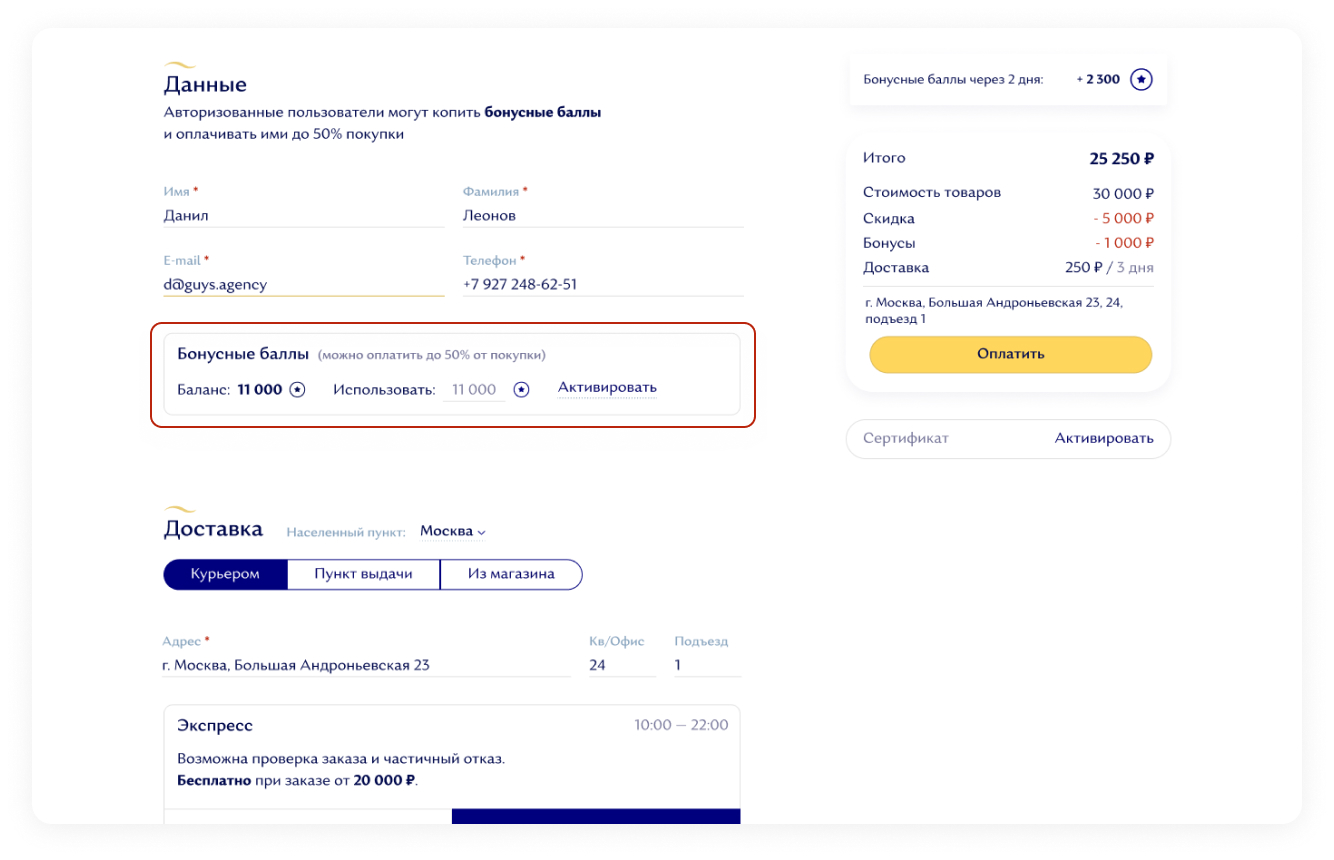 Данные
Авторизованные пользователи могут копить бонусные баллы
и оплачивать ими до 50% покупки
Имя *
Данил
Фамилия *
Леонов
E-mail *
d@guys.agency
Телефон *
+7 927 248-62-51
Бонусные баллы (можно оплатить до 50% от покупки)
Баланс: 11 000 Использовать: 11 000 Активировать
Доставка Населенный пункт: Москва
Курьером Пункт выдачи Из магазина
Адрес *
г. Москва, Большая Андроньевская 23
Кв/Офис
24
Подъезд
1
Экспресс 10:00 — 22:00
Возможна проверка заказа и частичный отказ.
Бесплатно при заказе от 20 000 ₽.
Бонусные баллы через 2 дня: + 2 300
Итого 25 250 ₽
Стоимость товаров 30 000 ₽
Скидка - 5 000 ₽
Бонусы - 1 000 ₽
Доставка 250 ₽ / 3 дня
г. Москва, Большая Андроньевская 23, 24,
подъезд 1
Оплатить
Сертификат Активировать